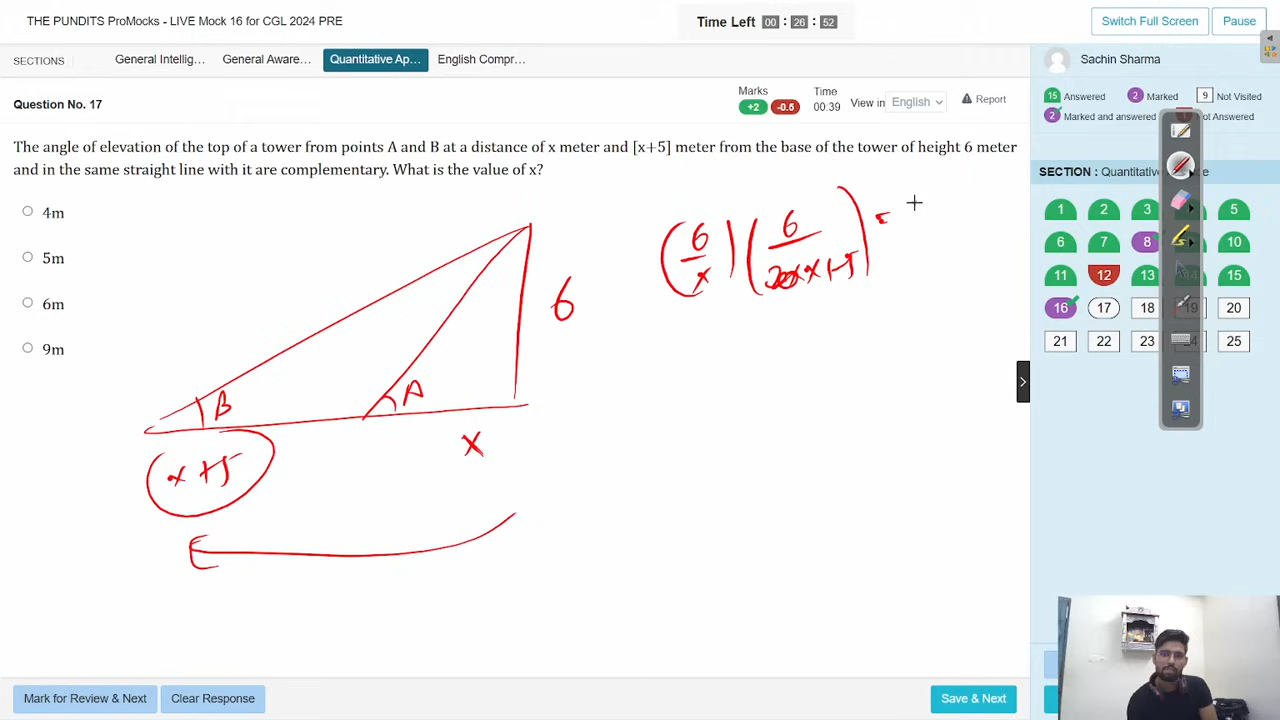 THE PUNDITS ProMocks - LIVE Mock 16 for CGL 2024 PRE
Time Left 00 : 26 : 52
Switch Full Screen
Pause
SECTIONS
General Intellig...
General Aware...
Quantitative Ap...
English Compr...
Sachin Sharma
Question No. 17
Marks
+2 -0.5
Time
00:39
View in English
Report
15 Answered
2 Marked
9 Not Visited
2 Marked and answered
Not Answered
The angle of elevation of the top of a tower from points A and B at a distance of x meter and [x+5] meter from the base of the tower of height 6 meter
and in the same straight line with it are complementary. What is the value of x?
4m
5m
6m
9m
6
B
A
x
x+5
(6/x) (6/x+5) =
SECTION : Quantitative
1 2 3 5
6 7 8 10
11 12 13 14 15
16 17 18 19 20
21 22 23 24 25
Mark for Review & Next
Clear Response
Save & Next